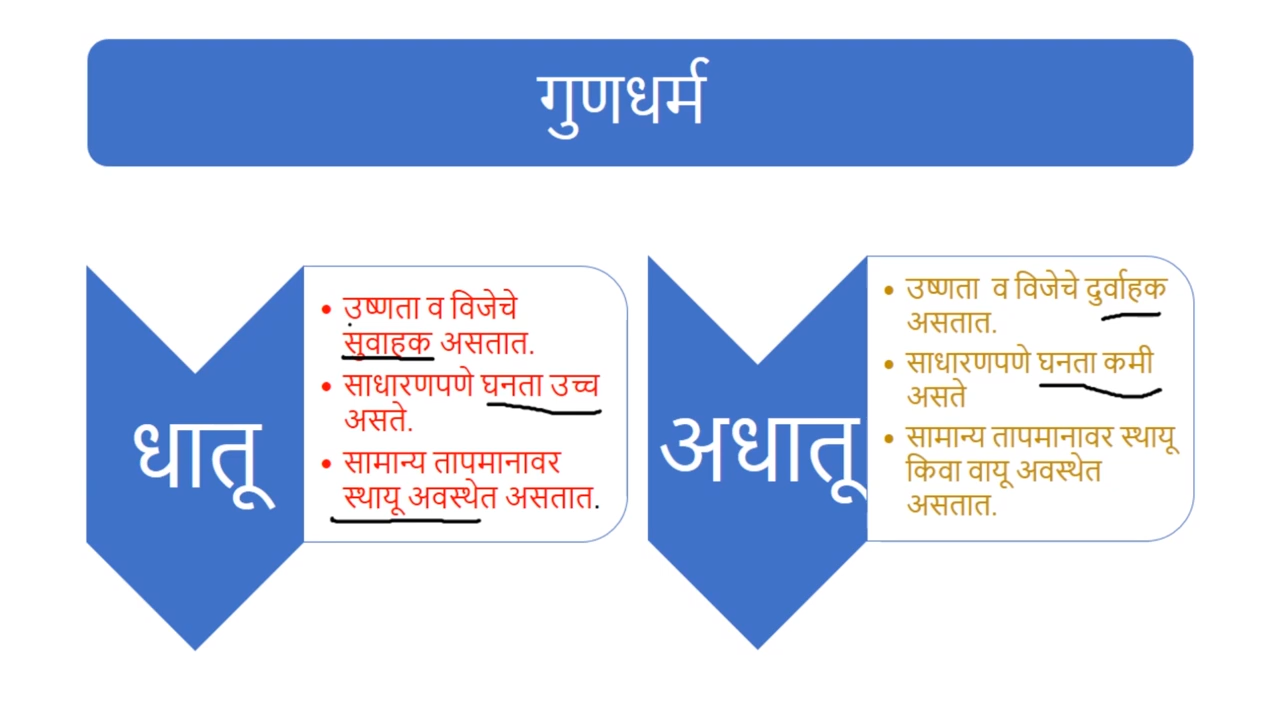 गुणधर्म
धातू
• उष्णता व विजेचे
सुवाहक असतात.
• साधारणपणे घनता उच्च
असते.
• सामान्य तापमानावर
स्थायू अवस्थेत असतात.
अधातू
• उष्णता व विजेचे दुर्वाहक
असतात.
• साधारणपणे घनता कमी
असते
• सामान्य तापमानावर स्थायू
किवा वायू अवस्थेत
असतात.